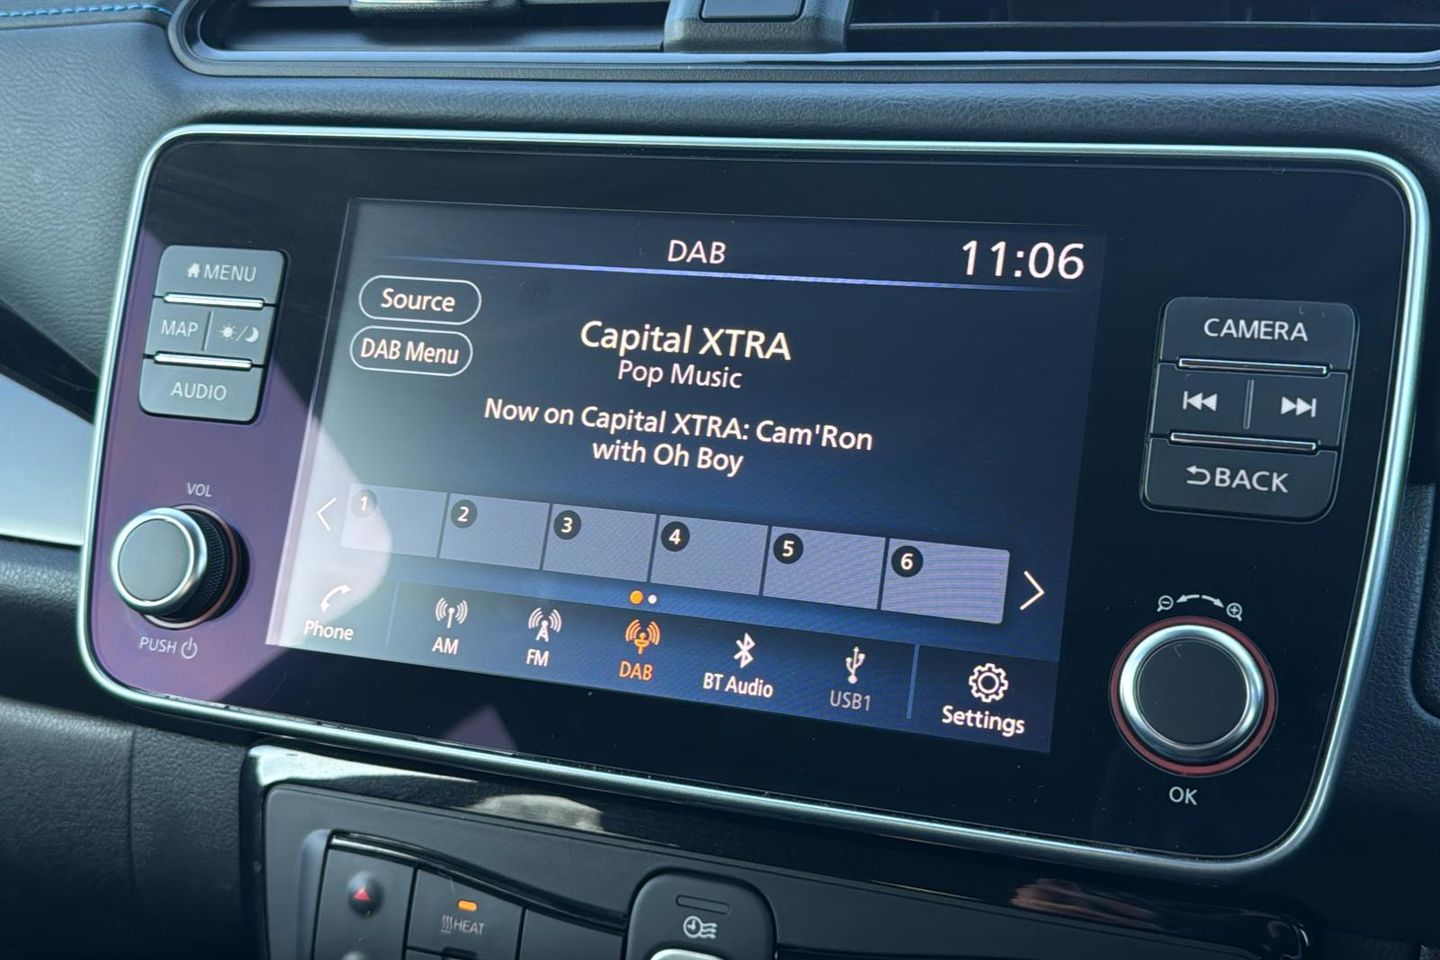 DAB
11:06
Source
DAB Menu
Capital XTRA
Pop Music
Now on Capital XTRA: Cam'Ron
with Oh Boy
1 2 3 4 5 6
Phone
AM
FM
DAB
BT Audio
USB1
Settings
MENU
MAP
AUDIO
VOL
PUSH
CAMERA
BACK
OK
HEAT